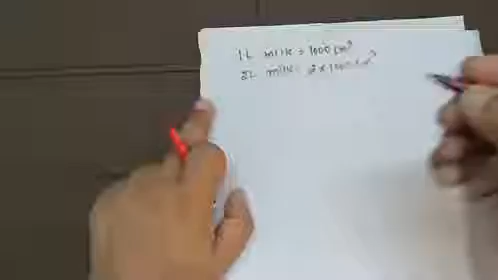 1L milk = 1000 cm³
2L milk = 2 × 1000 cm³